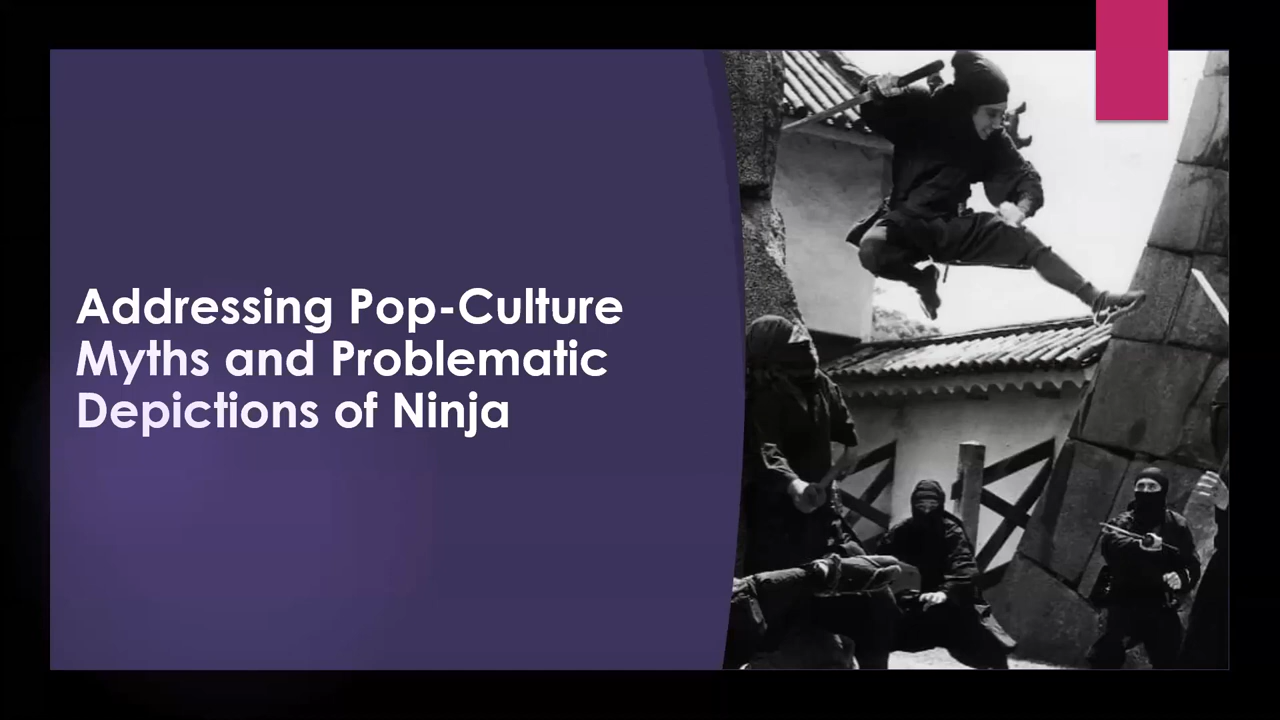 Addressing Pop-Culture
Myths and Problematic
Depictions of Ninja